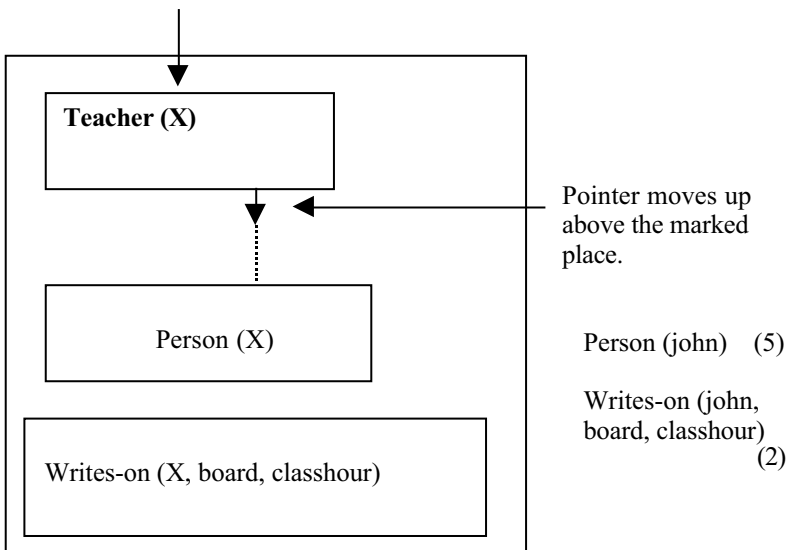 Teacher (X)
Pointer moves up
above the marked
place.
Person (X)
Person (john) (5)
Writes-on (john,
board, classhour)
(2)
Writes-on (X, board, classhour)